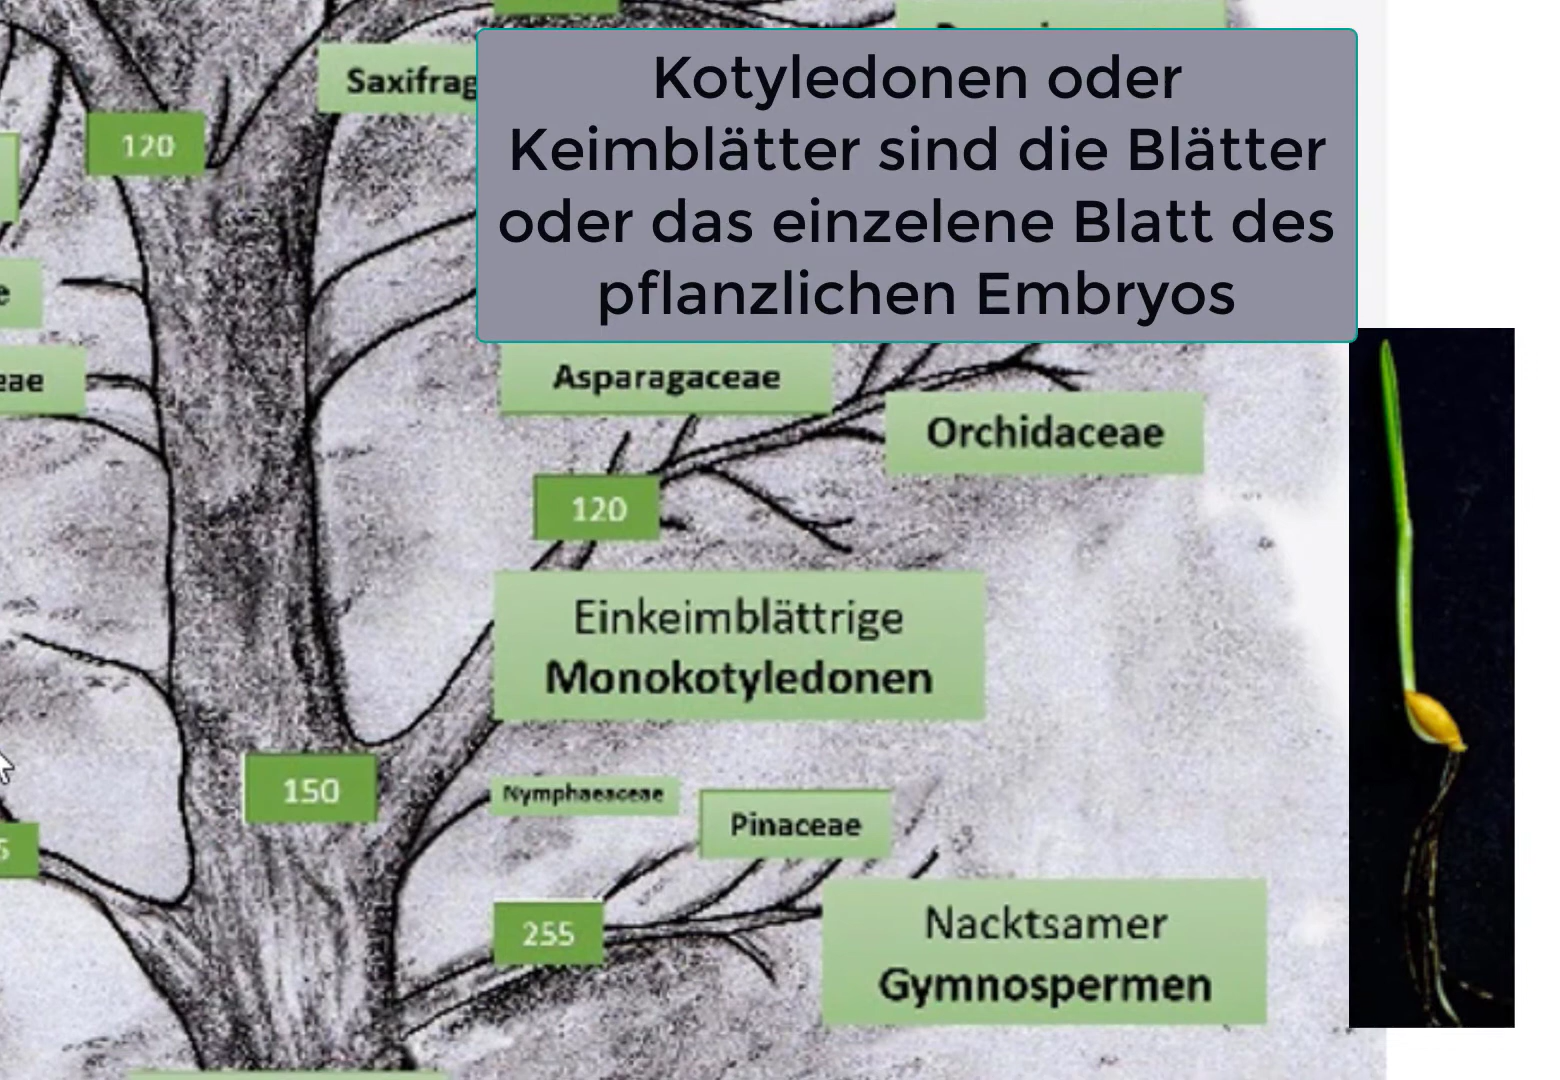 Kotyledonen oder
Keimblätter sind die Blätter
oder das einzelene Blatt des
pflanzlichen Embryos
120
Asparagaceae
Orchidaceae
120
Einkeimblättrige
Monokotyledonen
150
Nymphaeaceae
Pinaceae
255
Nacktsamer
Gymnospermen